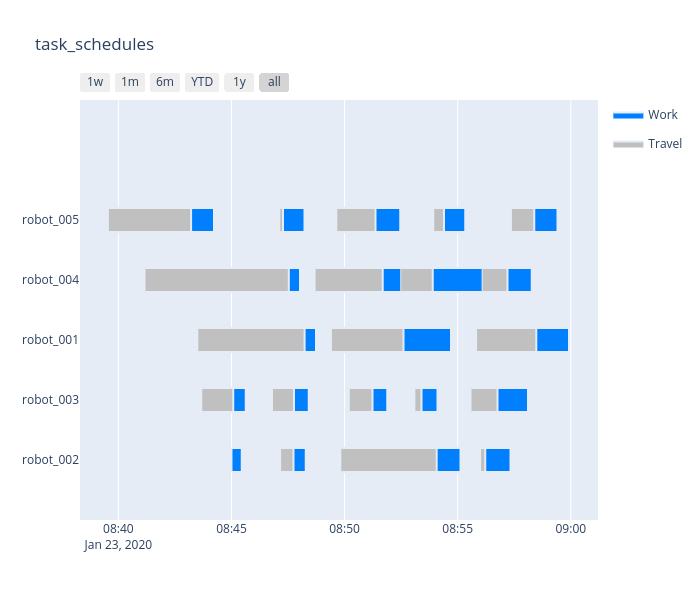 task_schedules
1w 1m 6m YTD 1y all
Work
Travel
robot_005
robot_004
robot_001
robot_003
robot_002
08:40 08:45 08:50 08:55 09:00
Jan 23, 2020